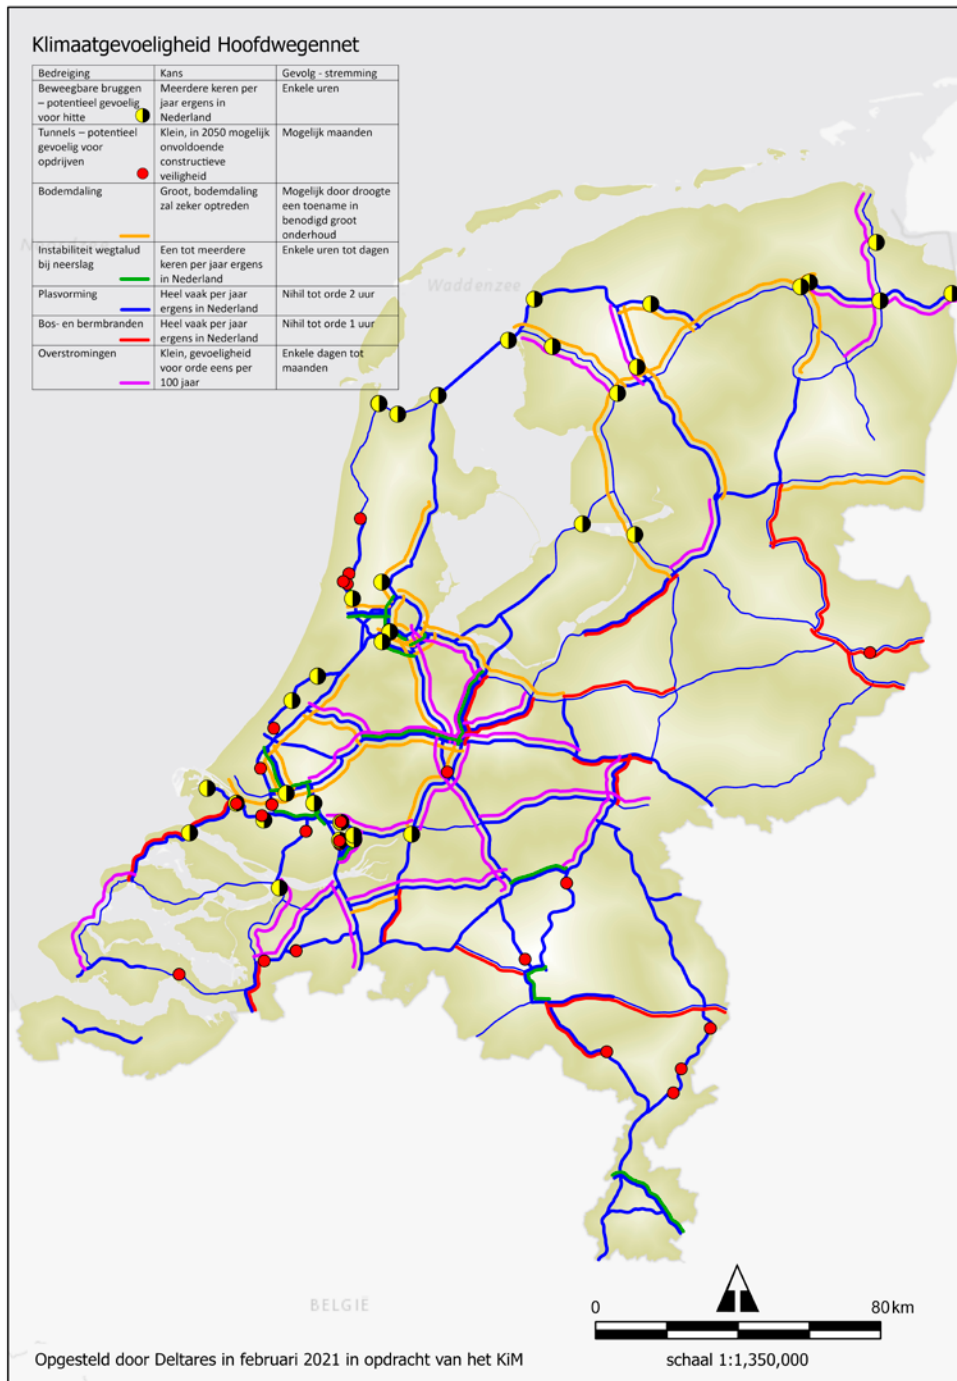 Klimaatgevoeligheid Hoofdwegennet
Bedreiging
Kans
Gevolg - stremming
Beweegbare bruggen
– potentieel gevoelig
voor hitte
Meerdere keren per
jaar ergens in
Nederland
Enkele uren
Tunnels – potentieel
gevoelig voor
opdrijven
Klein, in 2050 mogelijk
onvoldoende
constructieve
veiligheid
Mogelijk maanden
Bodemdaling
Groot, bodemdaling
zal zeker optreden
Mogelijk door droogte
een toename in
benodigd groot
onderhoud
Instabiliteit wegtalud
bij neerslag
Een tot meerdere
keren per jaar ergens
in Nederland
Enkele uren tot dagen
Plasvorming
Heel vaak per jaar
ergens in Nederland
Nihil tot orde 2 uur
Bos- en bermbranden
Heel vaak per jaar
ergens in Nederland
Nihil tot orde 1 uur
Overstromingen
Klein, gevoeligheid
voor orde eens per
100 jaar
Enkele dagen tot
maanden
Waddenzee
BELGIË
0
80 km
schaal 1:1,350,000
Opgesteld door Deltares in februari 2021 in opdracht van het KiM